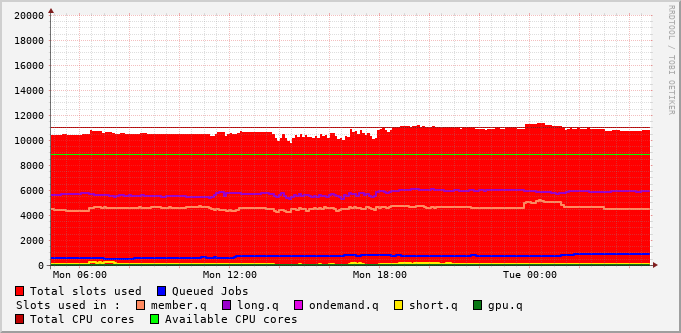 20000
18000
16000
14000
12000
10000
8000
6000
4000
2000
0
Mon 06:00 Mon 12:00 Mon 18:00 Tue 00:00
RRDTOOL / TOBI OETIKER
Total slots used Queued Jobs
Slots used in : member.q long.q ondemand.q short.q gpu.q
Total CPU cores Available CPU cores